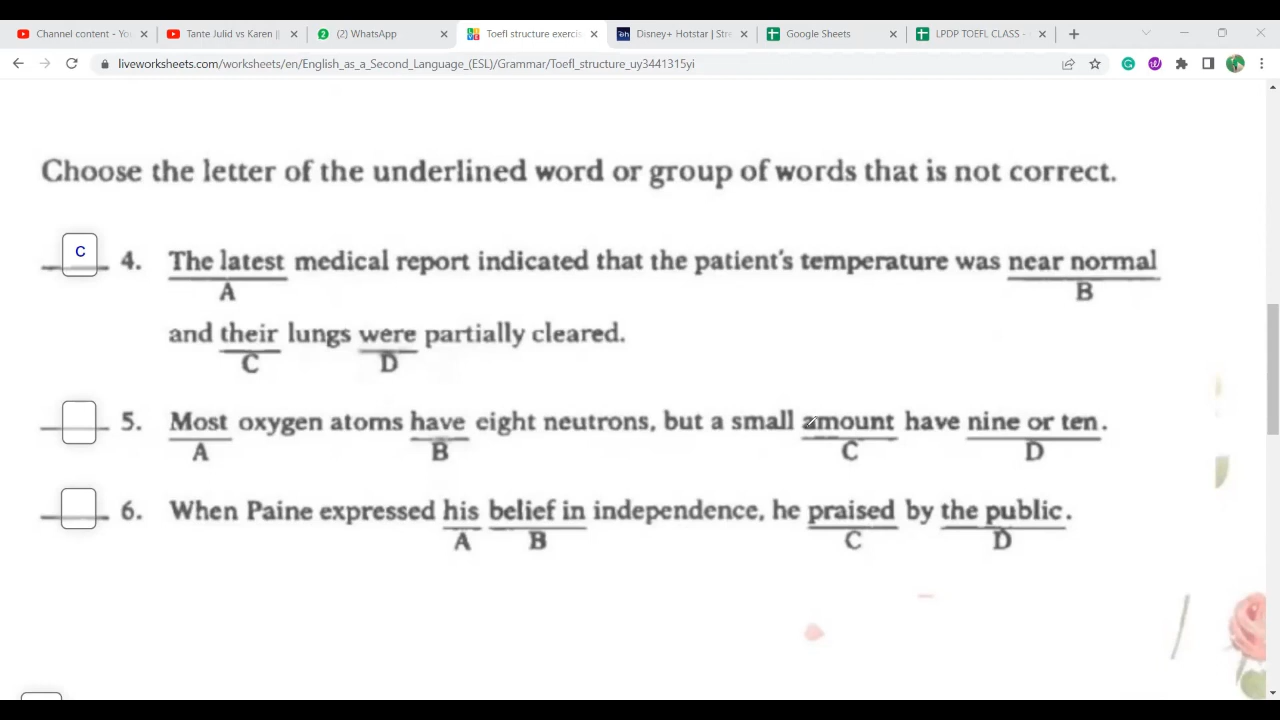 Channel content - Yo
Tante Julid vs Karen ||
(2) WhatsApp
Toefl structure exercis
Disney+ Hotstar | Stre
Google Sheets
LPDP TOEFL CLASS -
liveworksheets.com/worksheets/en/English_as_a_Second_Language_(ESL)/Grammar/Toefl_structure_uy3441315yi
Choose the letter of the underlined word or group of words that is not correct.
C 4. The latest medical report indicated that the patient's temperature was near normal
A B
and their lungs were partially cleared.
C D
5. Most oxygen atoms have eight neutrons, but a small amount have nine or ten.
A B C D
6. When Paine expressed his belief in independence, he praised by the public.
A B C D